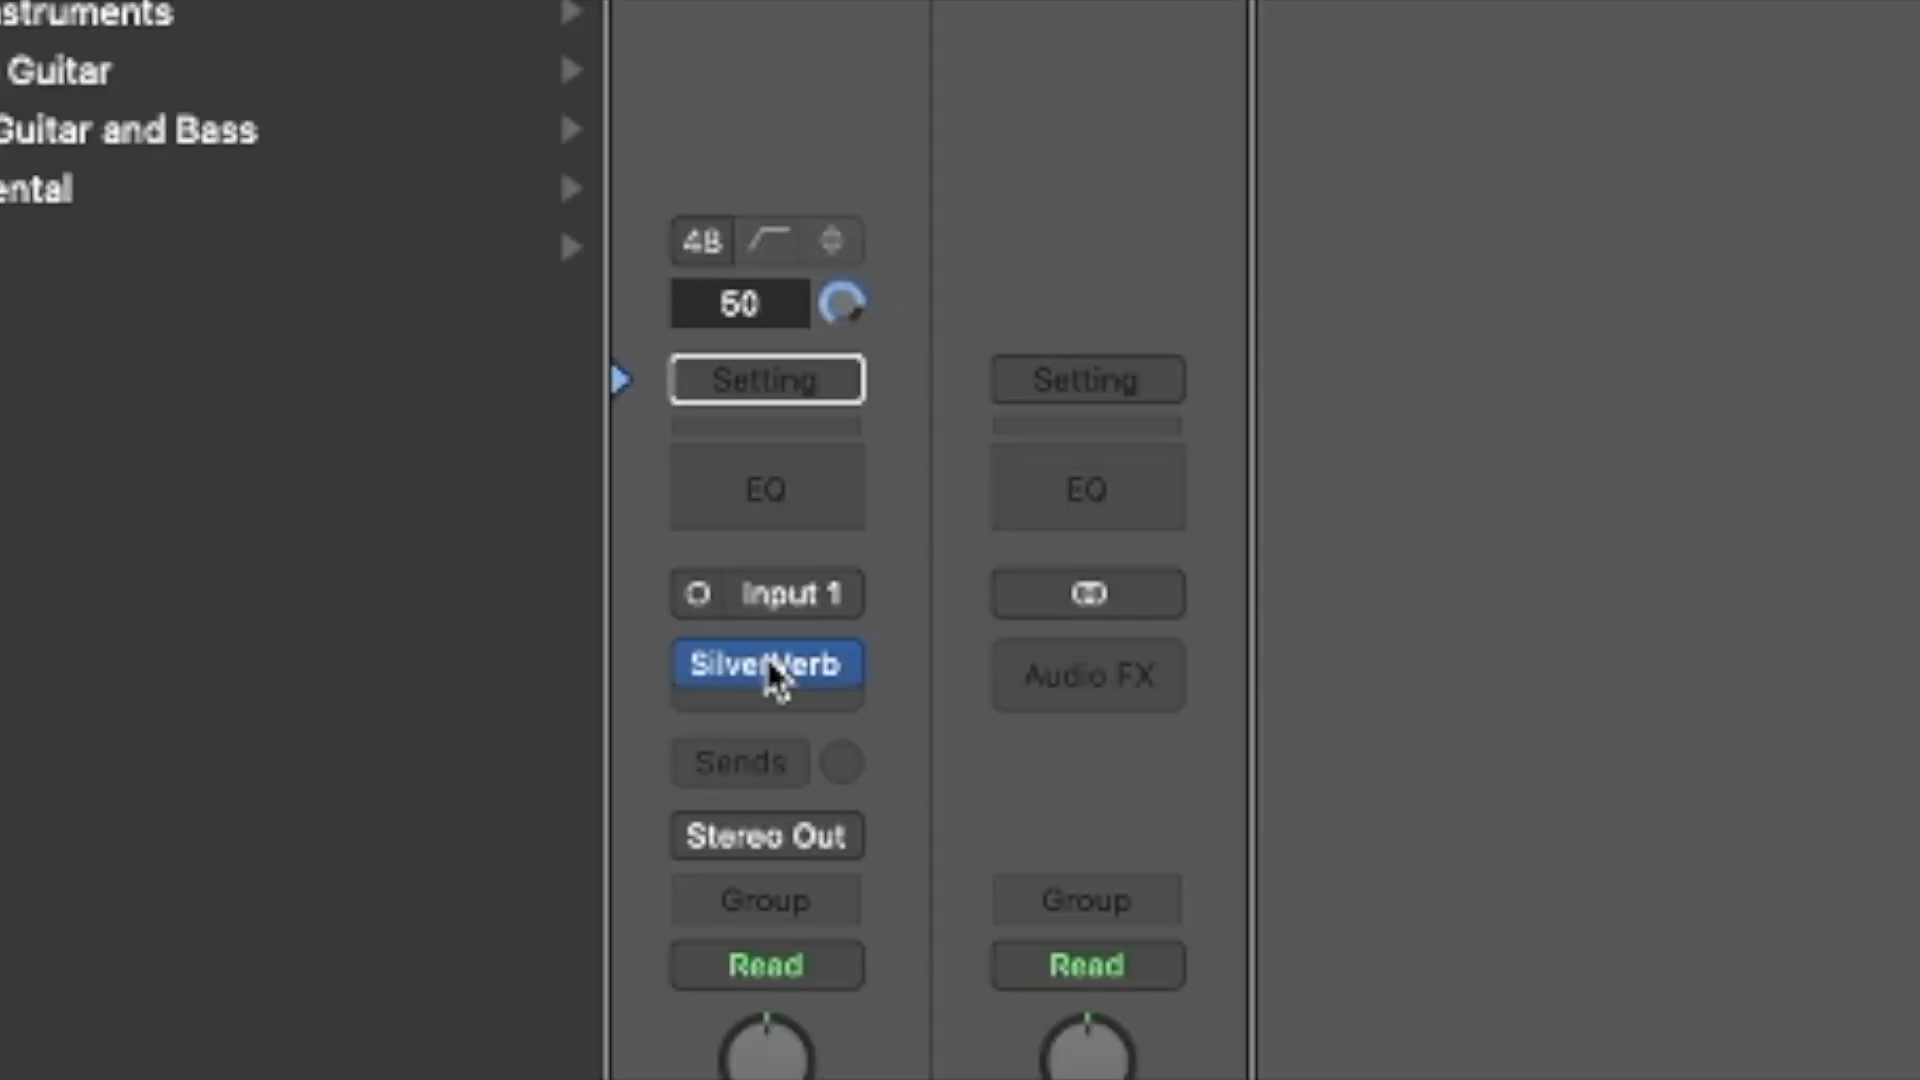 struments
Guitar
Guitar and Bass
ental
48
50
Setting
Setting
EQ
EQ
Input 1
SilverVerb
Audio FX
Sends
Stereo Out
Group
Group
Read
Read